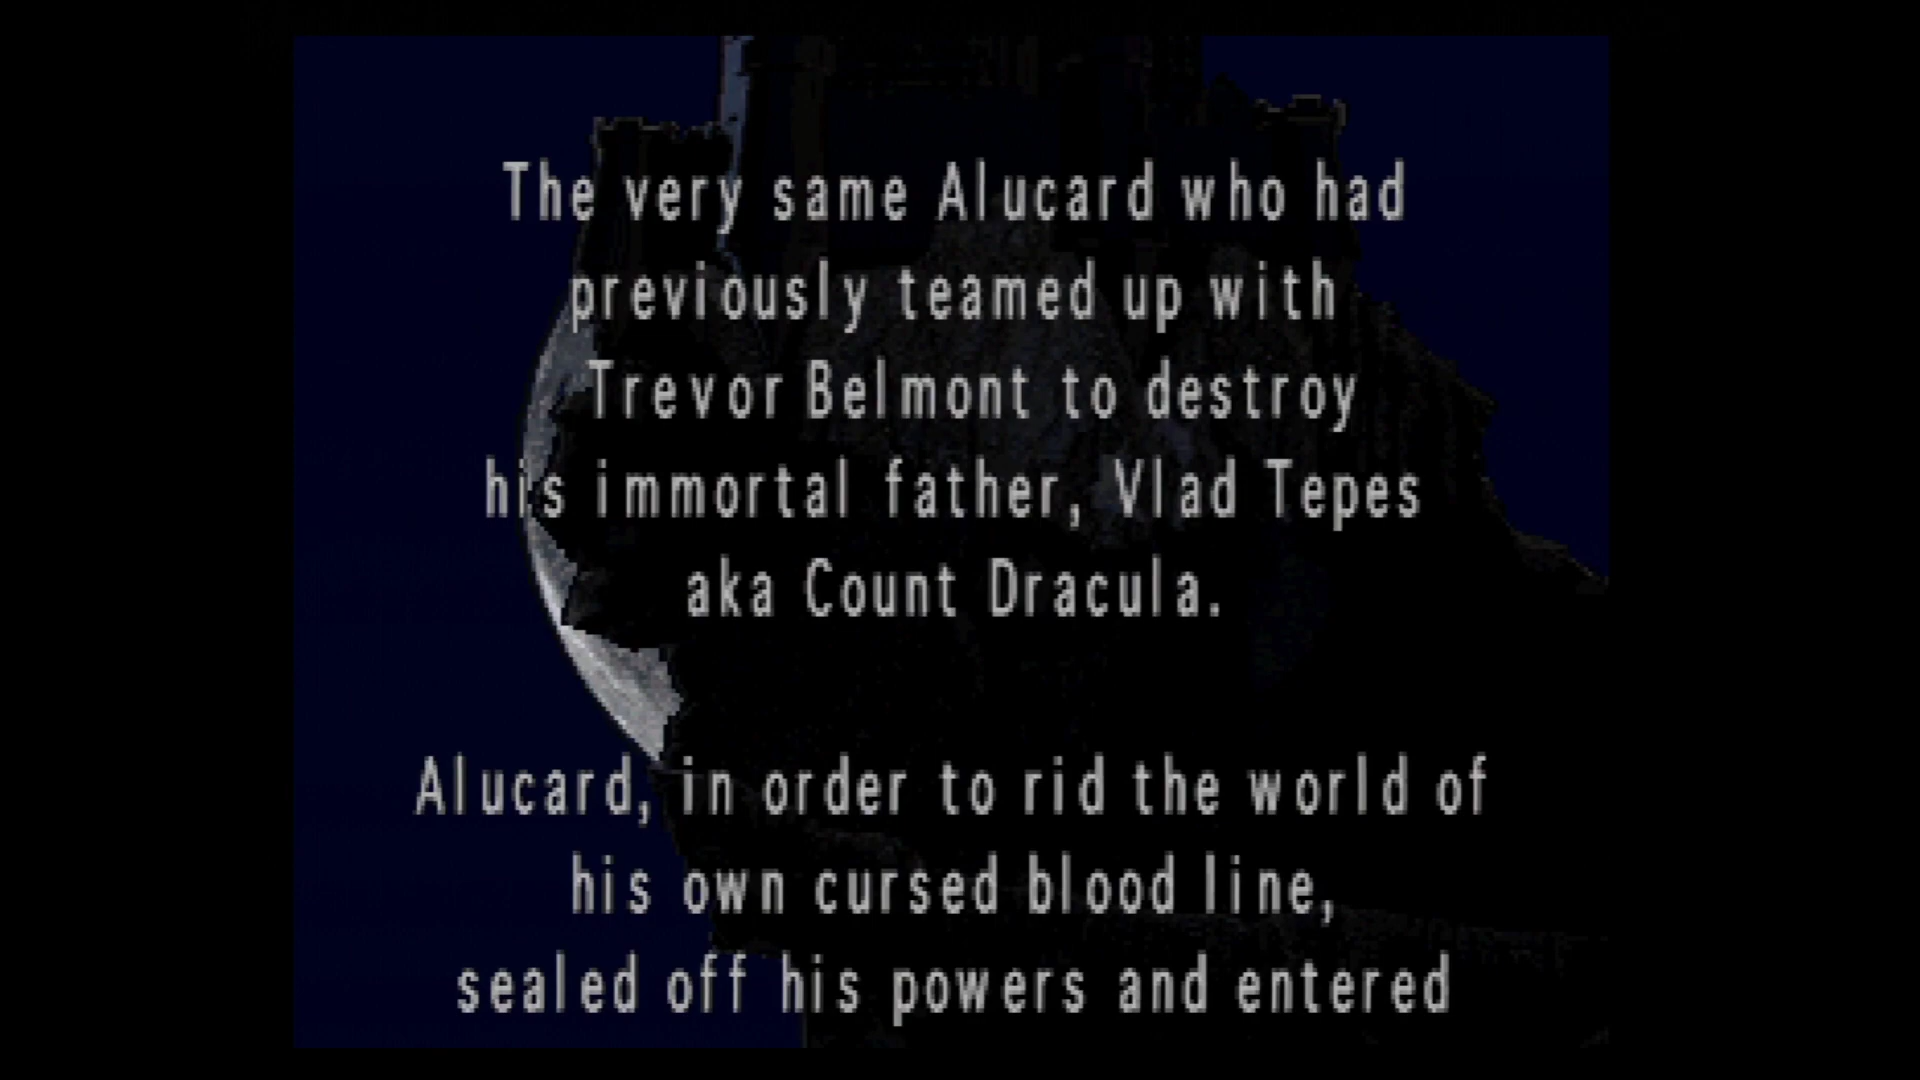 The very same Alucard who had
previously teamed up with
Trevor Belmont to destroy
his immortal father, Vlad Tepes
aka Count Dracula.
Alucard, in order to rid the world of
his own cursed blood line,
sealed off his powers and entered